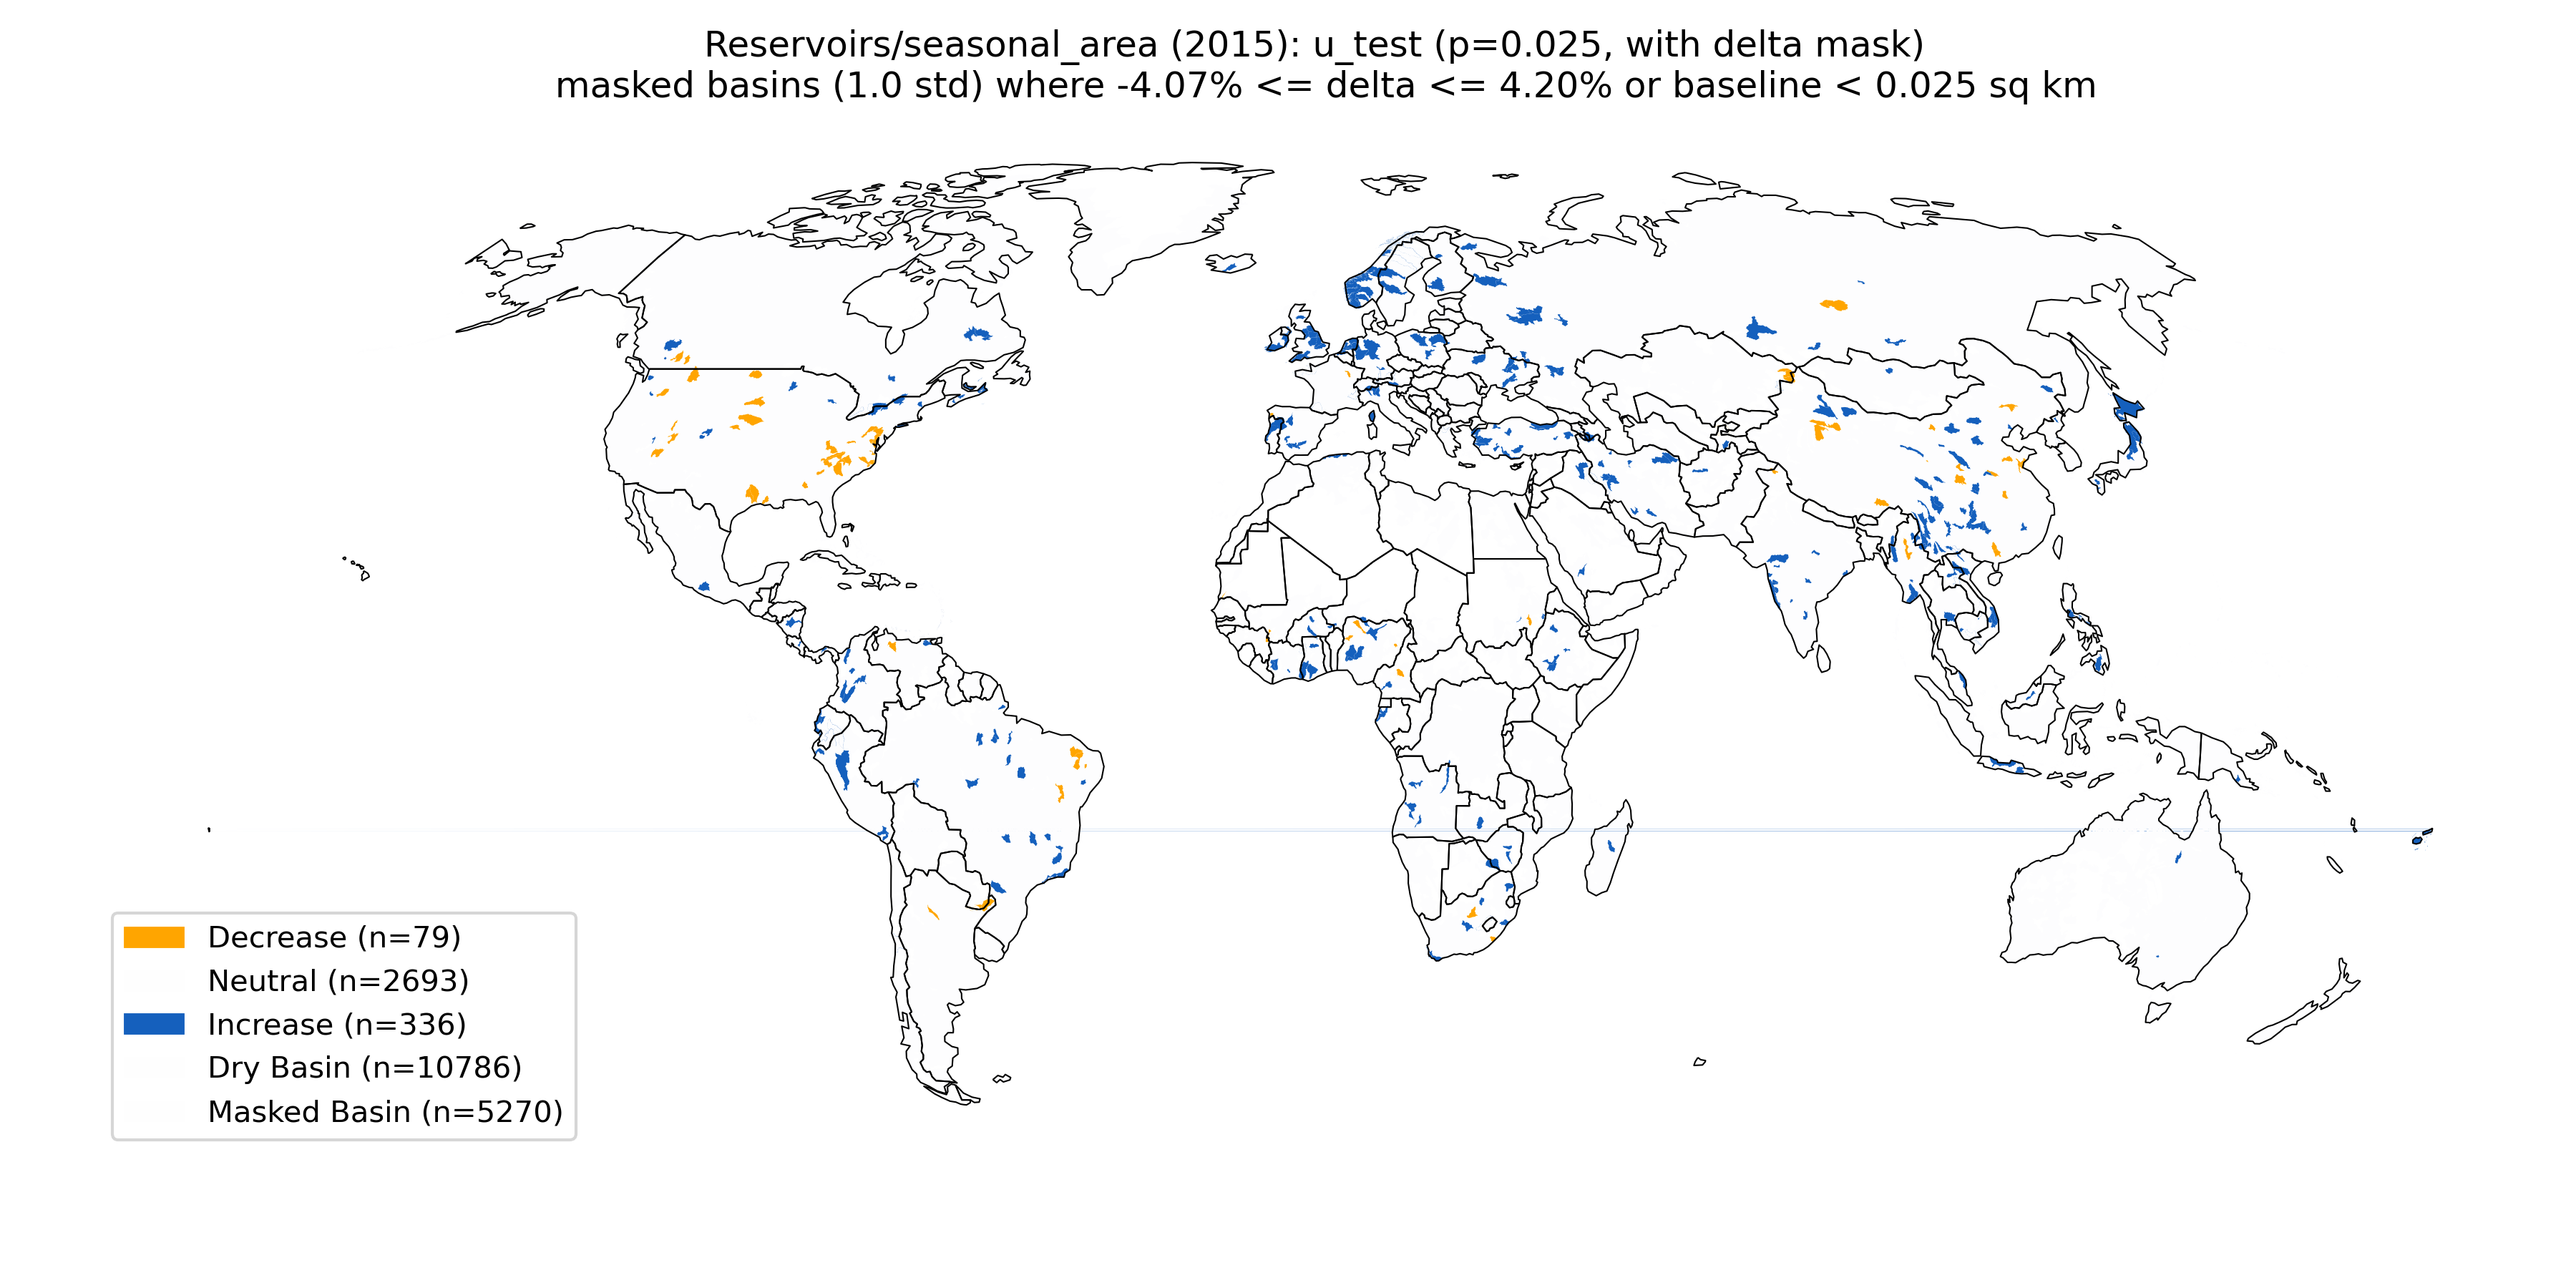 Reservoirs/seasonal_area (2015): u_test (p=0.025, with delta mask)
masked basins (1.0 std) where -4.07% <= delta <= 4.20% or baseline < 0.025 sq km
Decrease (n=79)
Neutral (n=2693)
Increase (n=336)
Dry Basin (n=10786)
Masked Basin (n=5270)